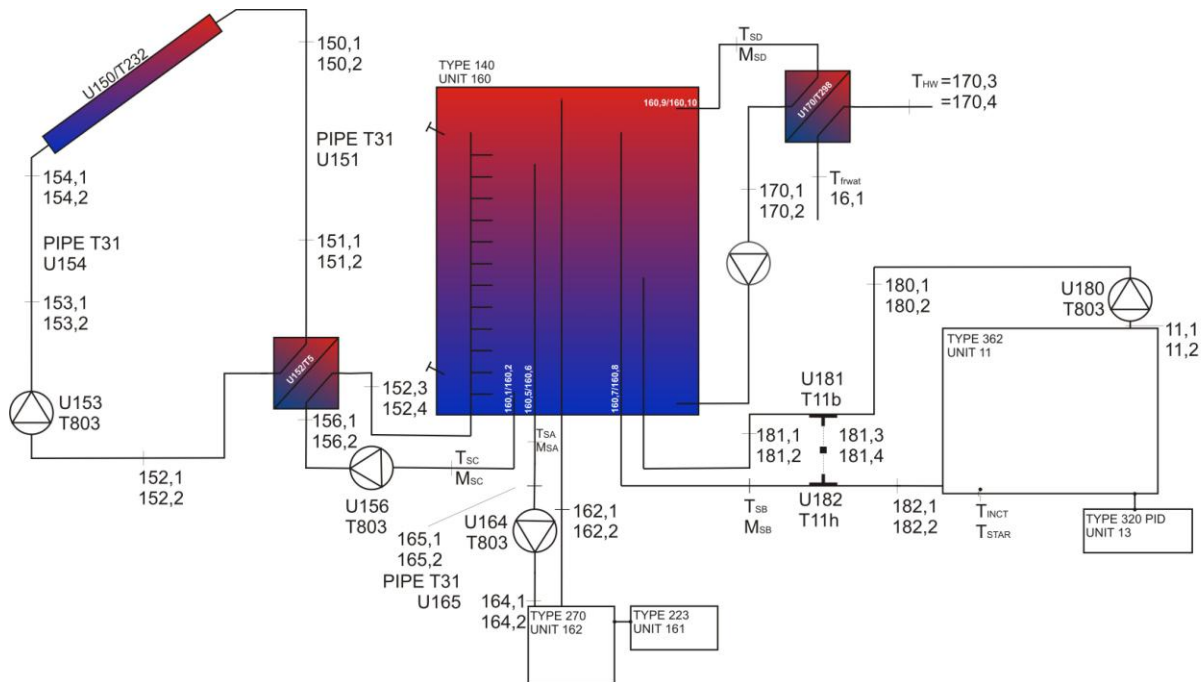 U150/T232
150,1
150,2
PIPE T31
U151
151,1
151,2
154,1
154,2
PIPE T31
U154
153,1
153,2
U153
T803
152,1
152,2
U152/T5
152,3
152,4
156,1
156,2
U156
T803
TSC
MSC
TYPE 140
UNIT 160
160,9/160,10
160,1/160,2
160,5/160,6
160,7/160,8
TSA
MSA
165,1
165,2
PIPE T31
U165
U164
T803
162,1
162,2
164,1
164,2
TYPE 270
UNIT 162
TYPE 223
UNIT 161
TSD
MSD
U170/T298
THW=170,3
=170,4
Tfrwat
16,1
170,1
170,2
180,1
180,2
U180
T803
11,1
11,2
TYPE 362
UNIT 11
U181
T11b
181,1
181,2
181,3
181,4
U182
T11h
TSB
MSB
182,1
182,2
TINCT
TSTAR
TYPE 320 PID
UNIT 13